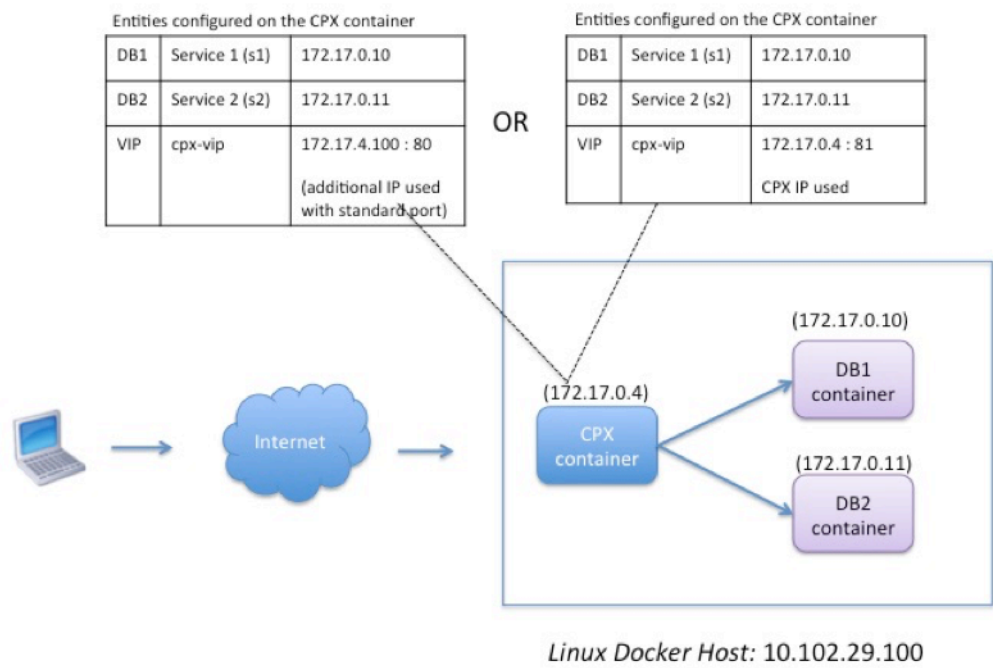 Entities configured on the CPX container
DB1 Service 1 (s1) 172.17.0.10
DB2 Service 2 (s2) 172.17.0.11
VIP cpx-vip 172.17.4.100 : 80
(additional IP used
with standard port)
OR
Entities configured on the CPX container
DB1 Service 1 (s1) 172.17.0.10
DB2 Service 2 (s2) 172.17.0.11
VIP cpx-vip 172.17.0.4 : 81
CPX IP used
Internet
(172.17.0.4)
CPX
container
(172.17.0.10)
DB1
container
(172.17.0.11)
DB2
container
Linux Docker Host: 10.102.29.100